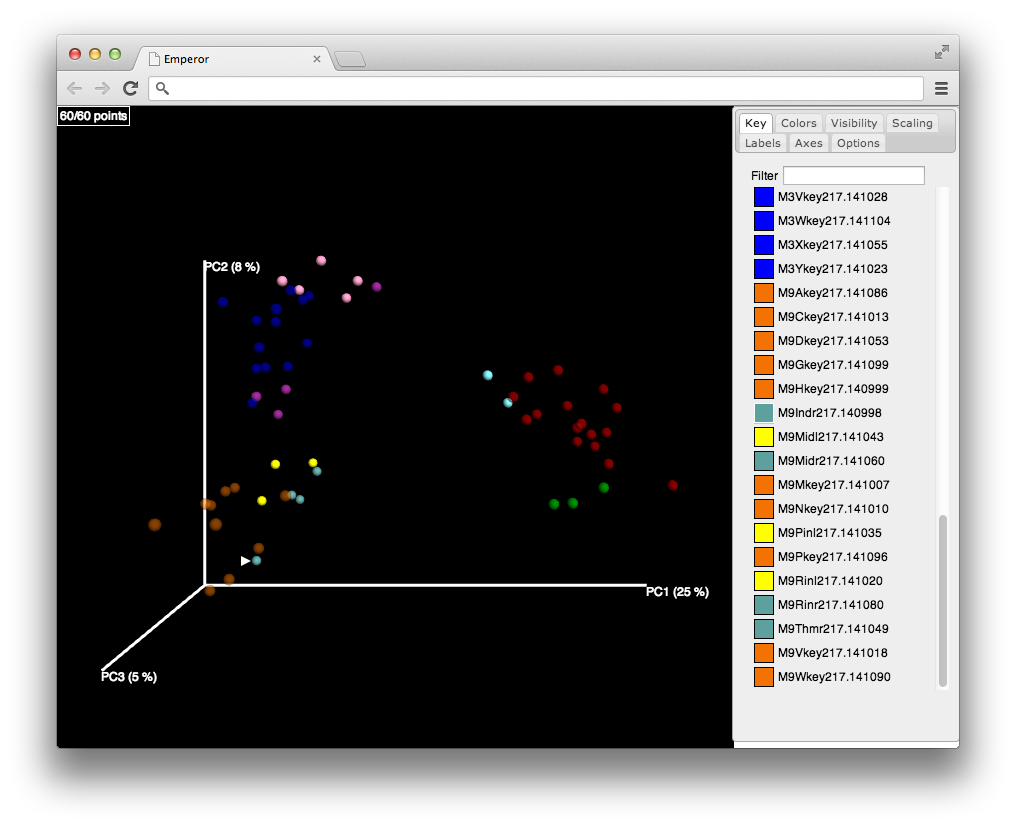 Emperor
60/60 points
Key Colors Visibility Scaling
Labels Axes Options
Filter
M3Vkey217.141028
M3Wkey217.141104
M3Xkey217.141055
M3Ykey217.141023
M9Akey217.141086
M9Ckey217.141013
M9Dkey217.141053
M9Gkey217.141099
M9Hkey217.140999
M9Indr217.140998
M9Midl217.141043
M9Midr217.141060
M9Mkey217.141007
M9Nkey217.141010
M9Pinl217.141035
M9Pkey217.141096
M9Rinl217.141020
M9Rinr217.141080
M9Thmr217.141049
M9Vkey217.141018
M9Wkey217.141090
PC2 (8 %)
PC1 (25 %)
PC3 (5 %)